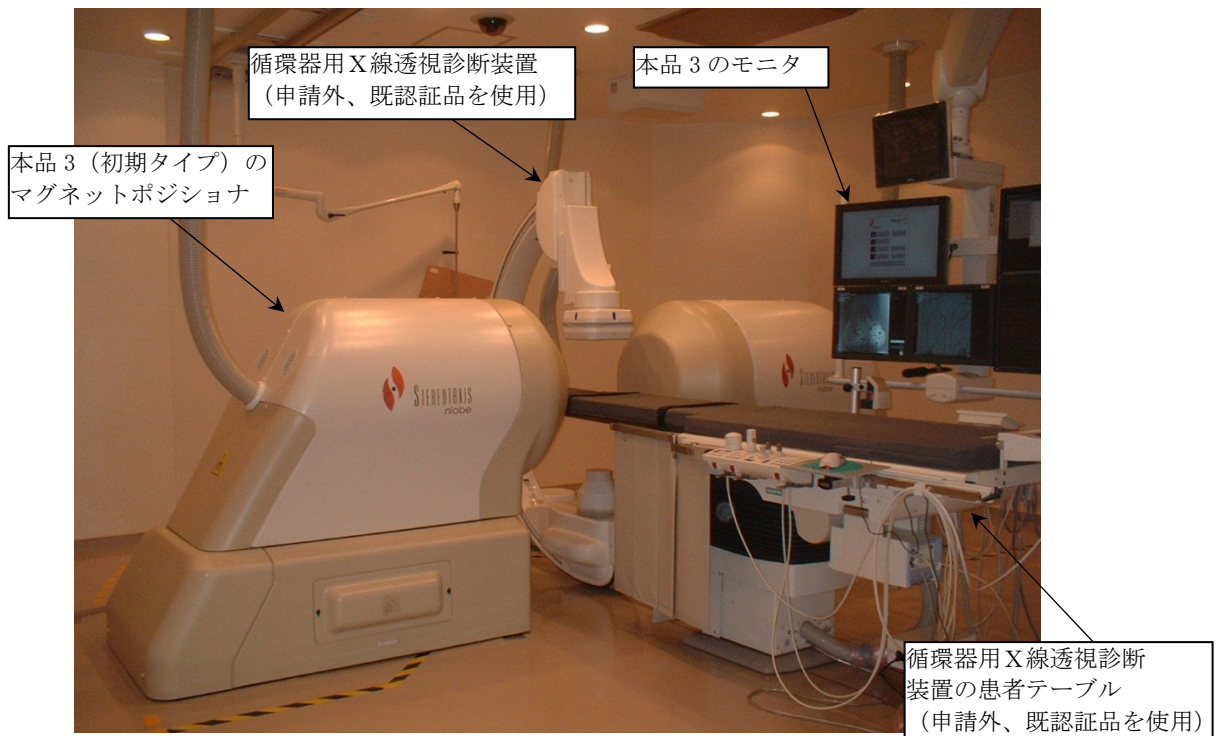 循環器用Ｘ線透視診断装置
（申請外、既認証品を使用）
本品 3 のモニタ
本品 3（初期タイプ）の
マグネットポジショナ
STEREOTAXIS
niobe
STEREOTAXIS
循環器用Ｘ線透視診断
装置の患者テーブル
（申請外、既認証品を使用）